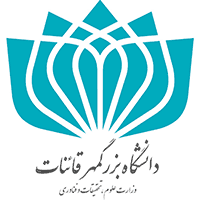 دانشگاه بزرگمهر قائنات
وزارت علوم، تحقیقات و فناوری